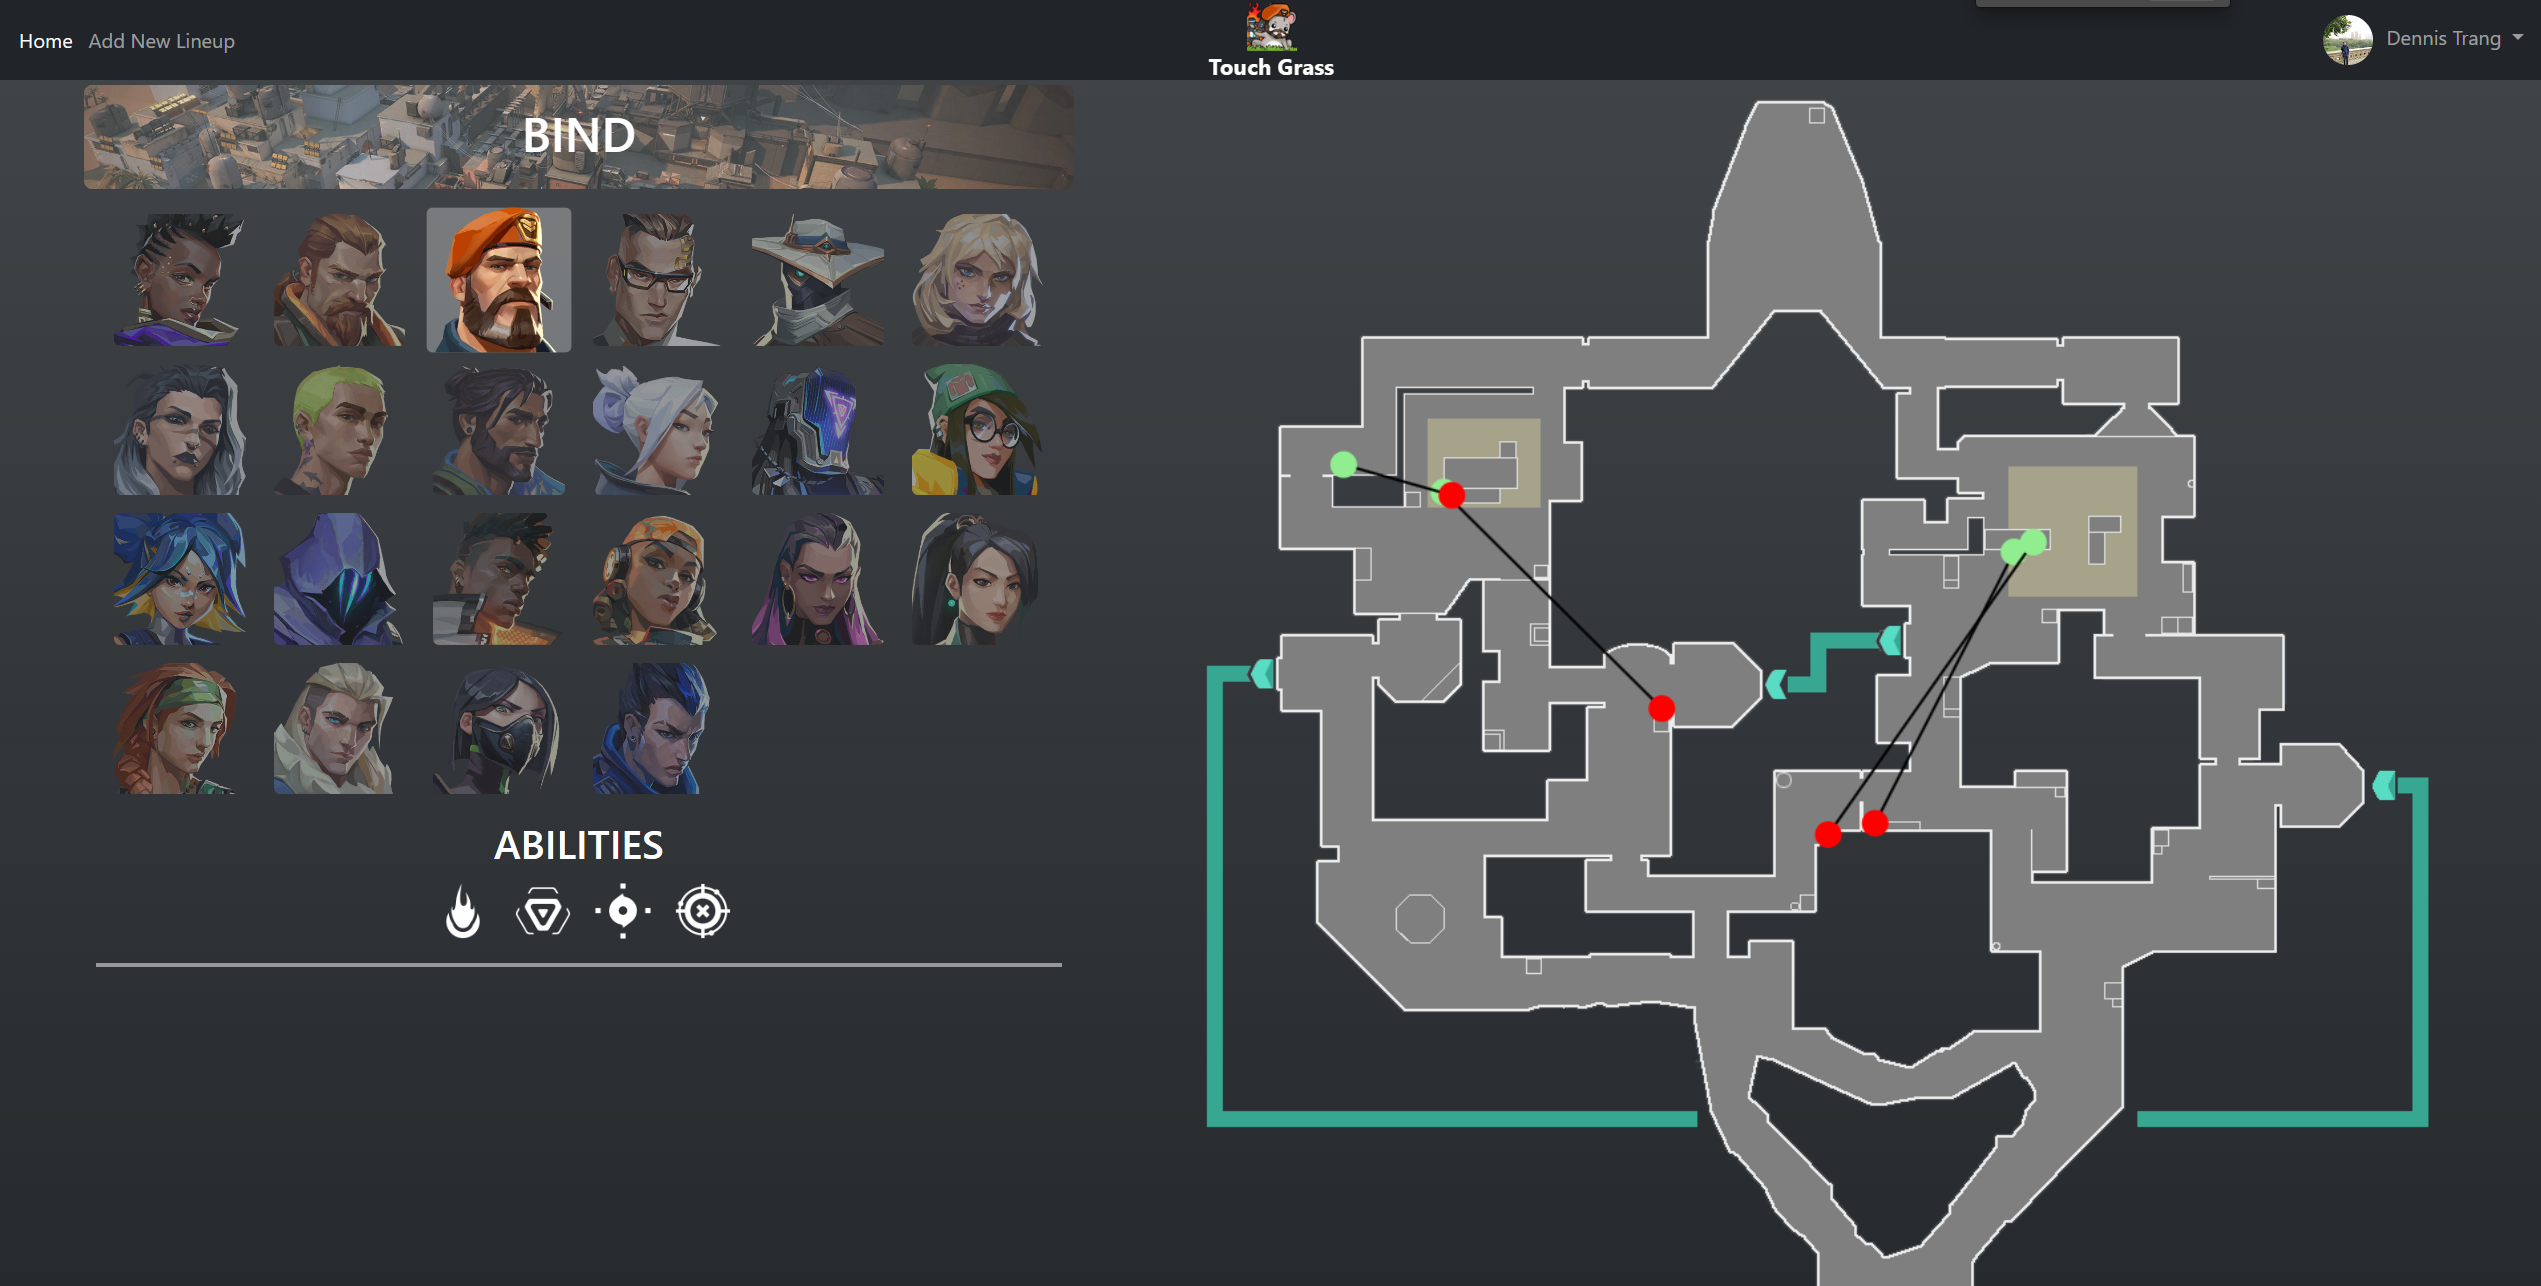 Home Add New Lineup
Touch Grass
Dennis Trang
BIND
ABILITIES